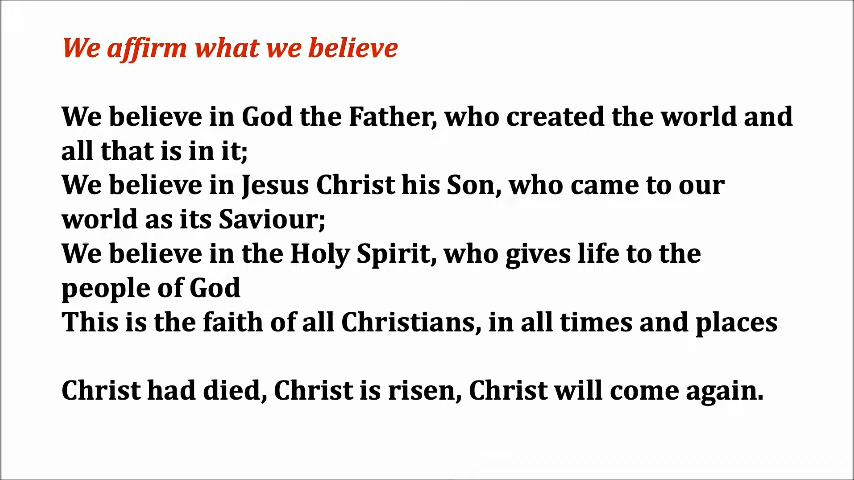 We affirm what we believe
We believe in God the Father, who created the world and
all that is in it;
We believe in Jesus Christ his Son, who came to our
world as its Saviour;
We believe in the Holy Spirit, who gives life to the
people of God
This is the faith of all Christians, in all times and places
Christ had died, Christ is risen, Christ will come again.